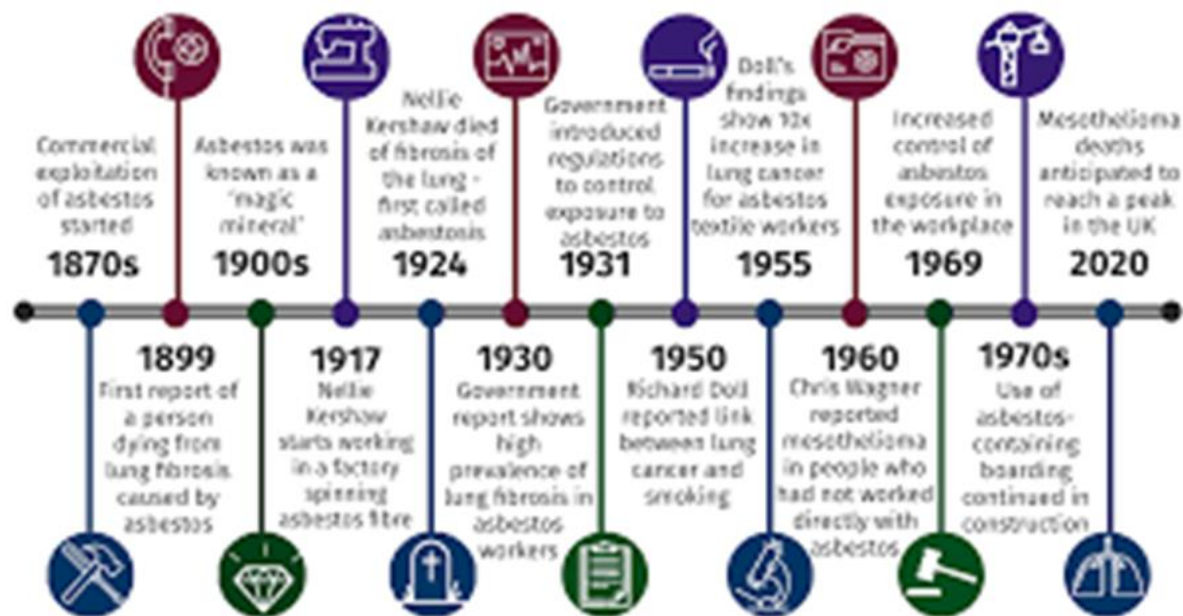 Commercial
exploitation
of asbestos
started
1870s
1899
First report of
a person
dying from
lung fibrosis
caused by
asbestos
Asbestos was
known as a
'magic
mineral'
1900s
1917
Nellie
Kershaw
starts working
in a factory
spinning
asbestos fibre
Nellie
Kershaw died
of fibrosis of
the lung -
first called
asbestosis
1924
1930
Government
report shows
high
prevalence of
lung fibrosis in
asbestos
workers
Government
introduced
regulations
to control
exposure to
asbestos
1931
1950
Richard Doll
reported link
between lung
cancer and
smoking
Doll's
findings
show 10x
increase in
lung cancer
for asbestos
textile workers
1955
1960
Chris Wagner
reported
mesothelioma
in people who
had not worked
directly with
asbestos
Increased
control of
asbestos
exposure in
the workplace
1969
1970s
Use of
asbestos-
containing
boarding
continued in
construction
Mesothelioma
deaths
anticipated to
reach a peak
in the UK
2020